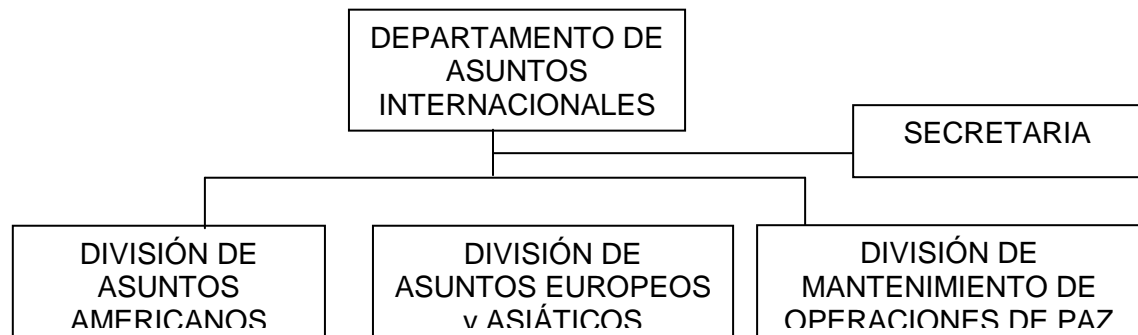 DEPARTAMENTO DE
ASUNTOS
INTERNACIONALES
SECRETARIA
DIVISIÓN DE
ASUNTOS
AMERICANOS
DIVISIÓN DE
ASUNTOS EUROPEOS
y ASIÁTICOS
DIVISIÓN DE
MANTENIMIENTO DE
OPERACIONES DE PAZ